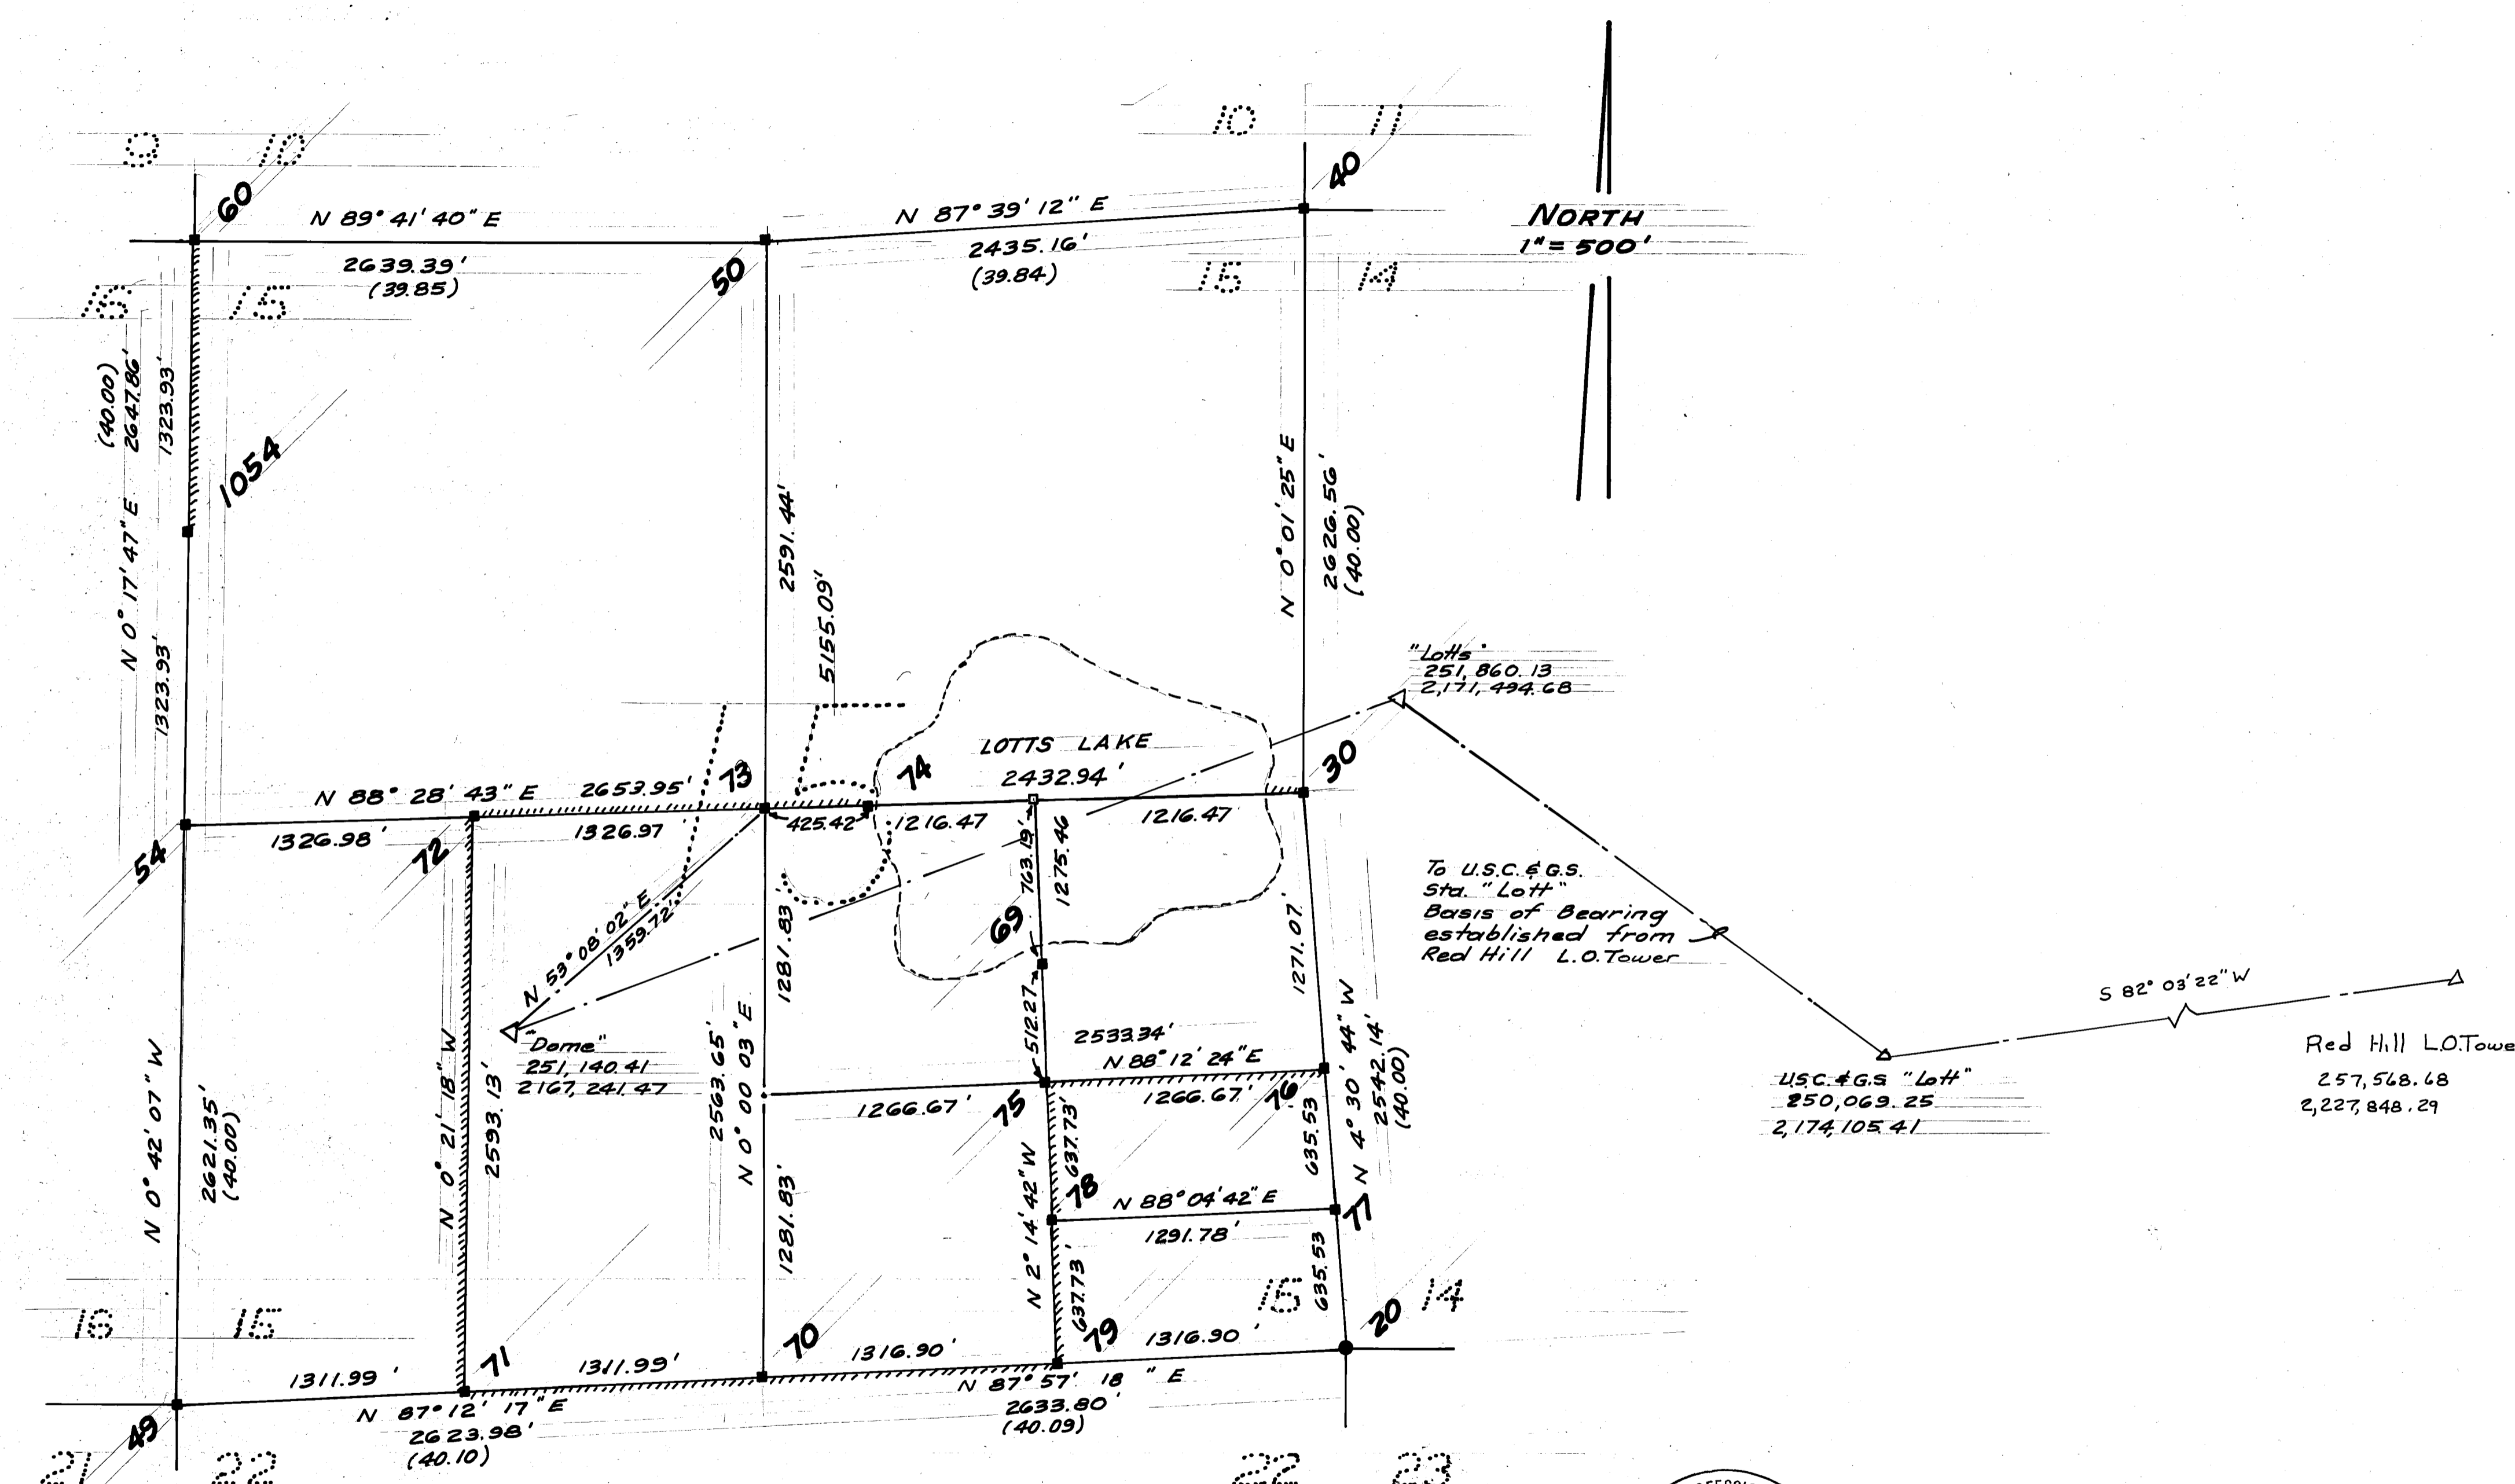 9 10
10 11
60
40
N 89° 41' 40" E
2639.39'
(39.85)
N 87° 39' 12" E
2435.16'
(39.84)
NORTH
1" = 500'
50
16 15
15 14
(40.00)
N 0° 17' 47" E 2647.86'
1323.93'
1323.93'
1054
2591.44'
5155.09'
N 0° 01' 25" E
2626.56'
(40.00)
"Lotts"
251,860.13
2,171,494.68
LOTTS LAKE
2432.94'
73
74
30
N 88° 28' 43" E 2653.95'
1326.98'
1326.97
425.42'
1216.47
1216.47
54
72
763.19'
1275.46
69
512.27
1281.83'
N 53° 08' 02" E
1359.72'
"Dome"
251,140.41
2167,241.47
1271.07'
To U.S.C. & G.S.
Sta. "Lott"
Basis of Bearing
established from
Red Hill L.O. Tower
S 82° 03' 22" W
Red Hill L.O. Towe
257,568.68
2,227,848.29
U.S.C. & G.S. "Lott"
250,069.25
2,174,105.41
2533.34'
N 88° 12' 24" E
1266.67'
1266.67'
75
76
N 0° 42' 07" W
2621.35'
(40.00)
N 0° 21' 18" W
2593.13'
2563.65'
N 0° 00 03" E
1281.83'
N 2° 14' 42" W
637.73'
637.73'
78
N 88° 04' 42" E
1291.78'
77
635.53
635.53
N 4° 30' 44" W
2542.14'
(40.00)
16 15
15 14
20
79
70
71
49
1311.99'
1311.99'
1316.90'
1316.90'
N 87° 12' 17" E
2623.98'
(40.10)
N 87° 57' 18 " E
2633.80'
(40.09)
21 22
22 23